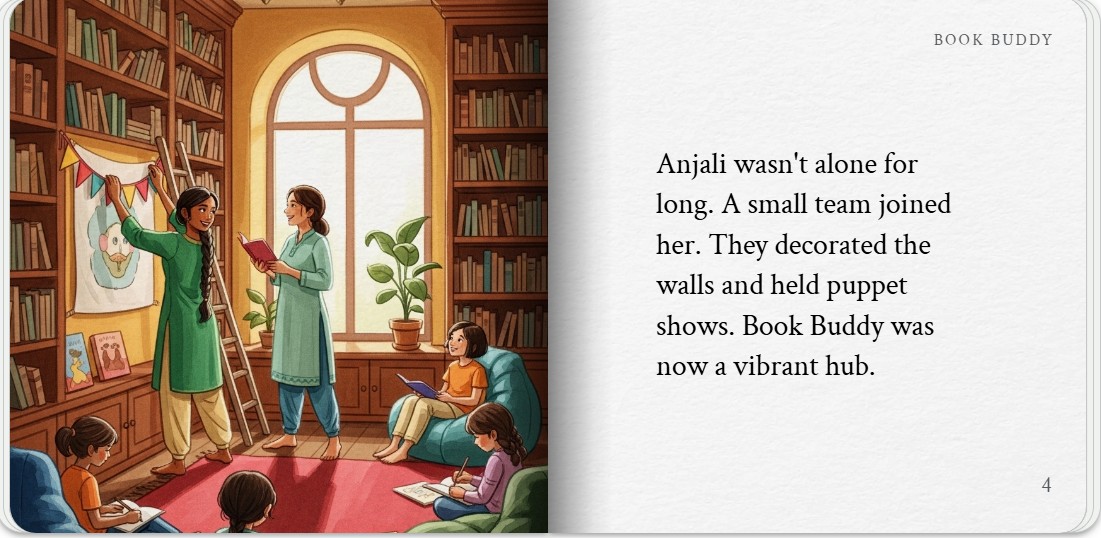 BOOK BUDDY
Anjali wasn't alone for
long. A small team joined
her. They decorated the
walls and held puppet
shows. Book Buddy was
now a vibrant hub.
4